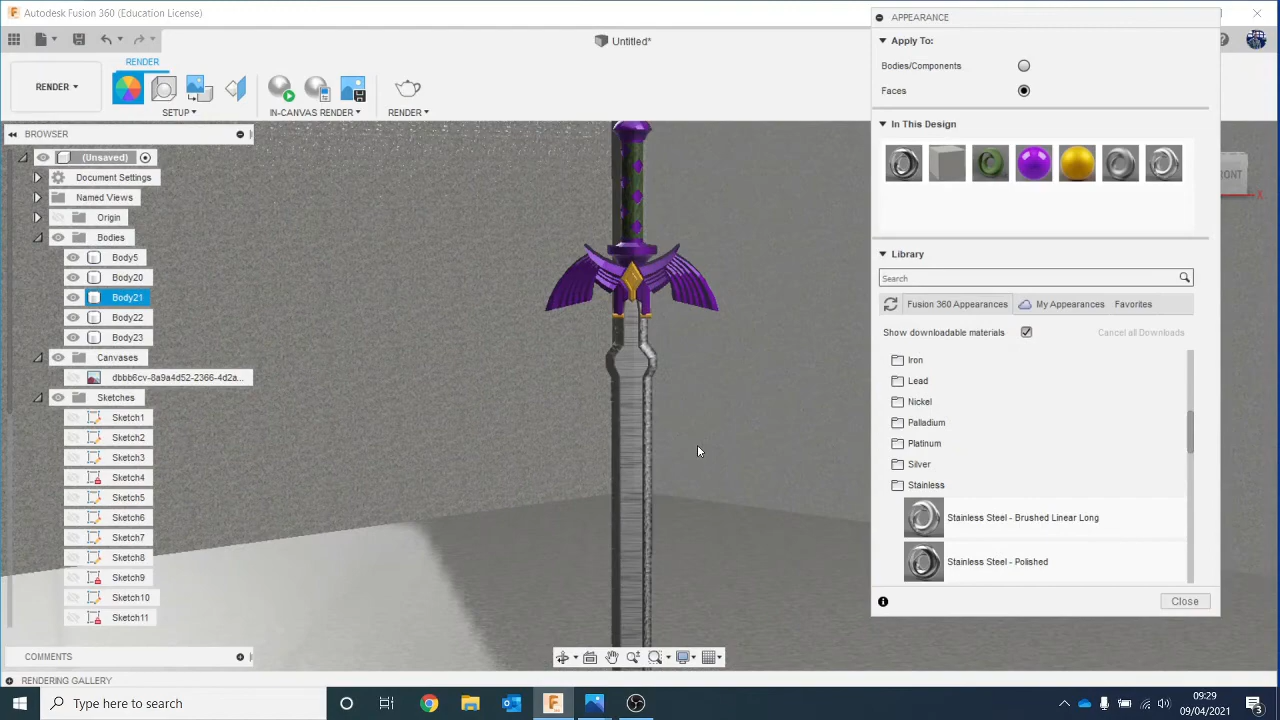 Autodesk Fusion 360 (Education License)
Untitled*
RENDER
RENDER
SETUP
IN-CANVAS RENDER
RENDER
BROWSER
(Unsaved)
Document Settings
Named Views
Origin
Bodies
Body5
Body20
Body21
Body22
Body23
Canvases
dbbb6cv-8a9a4d52-2366-4d2a...
Sketches
Sketch1
Sketch2
Sketch3
Sketch4
Sketch5
Sketch6
Sketch7
Sketch8
Sketch9
Sketch10
Sketch11
COMMENTS
RENDERING GALLERY
APPEARANCE
Apply To:
Bodies/Components
Faces
In This Design
Library
Search
Fusion 360 Appearances
My Appearances
Favorites
Show downloadable materials
Cancel all Downloads
Iron
Lead
Nickel
Palladium
Platinum
Silver
Stainless
Stainless Steel - Brushed Linear Long
Stainless Steel - Polished
Close
X
Type here to search
09:29
09/04/2021
3